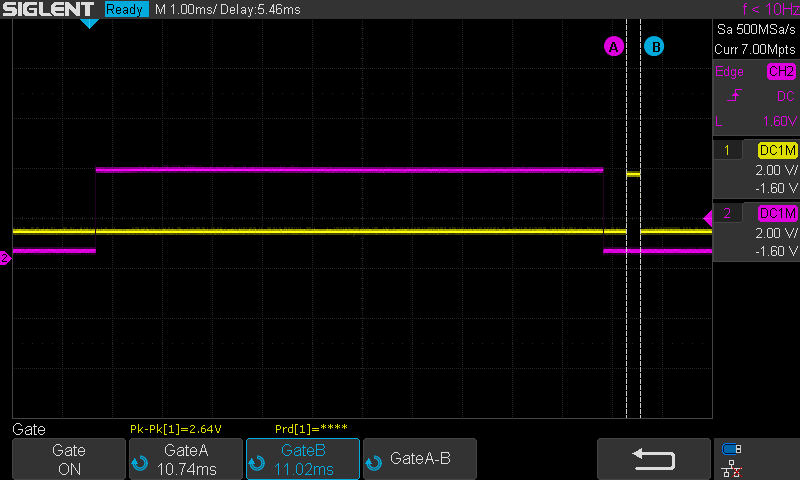 SIGLENT Ready M 1.00ms/ Delay:5.46ms f < 10Hz
Sa 500MSa/s
Curr 7.00Mpts
A B
Edge CH2
DC
L 1.60V
1 DC1M
2.00 V/
-1.60 V
2 DC1M
2.00 V/
-1.60 V
2
Gate Pk-Pk[1]=2.64V Prd[1]=****
Gate
ON
GateA
10.74ms
GateB
11.02ms
GateA-B